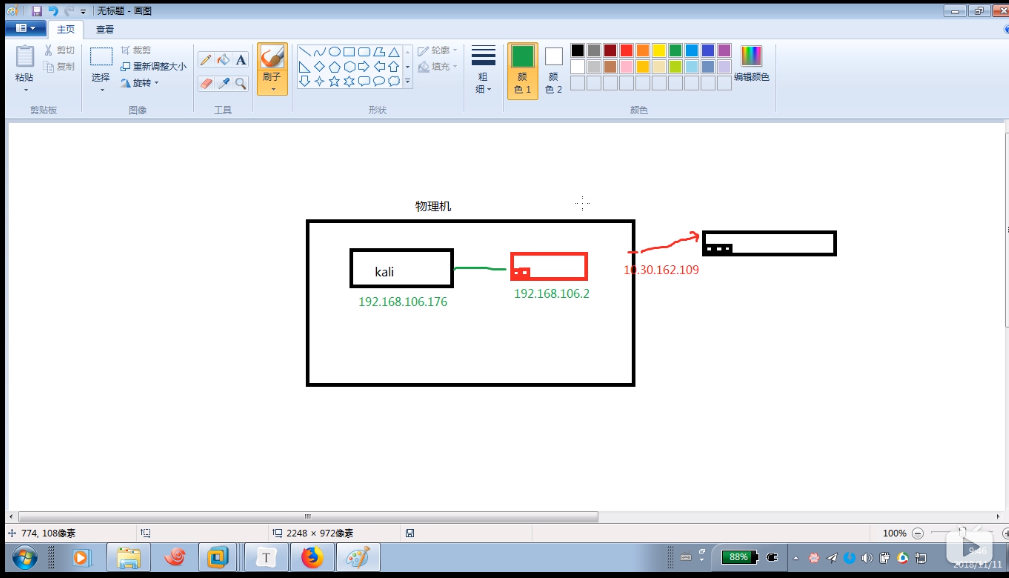 无标题 - 画图
主页
查看
粘贴
剪切
复制
剪贴板
选择
裁剪
重新调整大小
旋转
图像
A
工具
刷子
形状
轮廓
填充
粗
细
颜
色 1
颜
色 2
颜色
编辑颜色
物理机
kali
192.168.106.176
192.168.106.2
10.30.162.109
774, 108像素
2248 × 972像素
100%
T
88%
2018/11/11